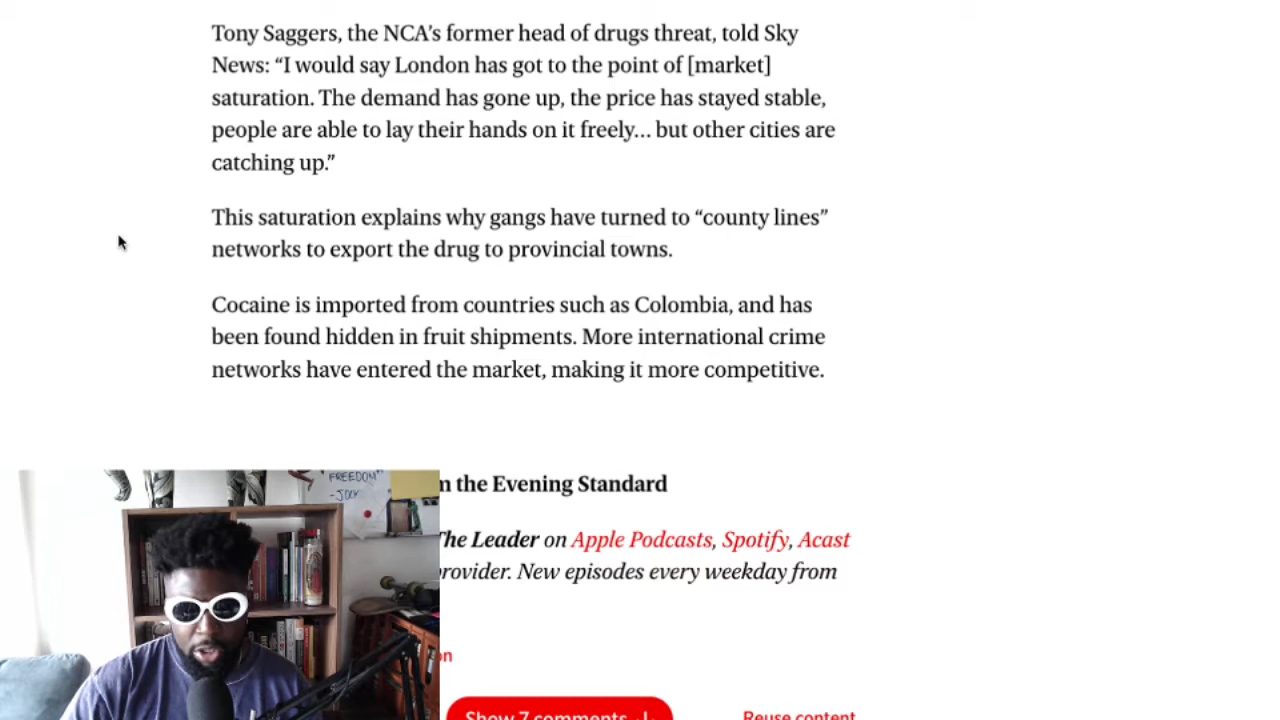 Tony Saggers, the NCA’s former head of drugs threat, told Sky
News: “I would say London has got to the point of [market]
saturation. The demand has gone up, the price has stayed stable,
people are able to lay their hands on it freely… but other cities are
catching up.”
This saturation explains why gangs have turned to “county lines”
networks to export the drug to provincial towns.
Cocaine is imported from countries such as Colombia, and has
been found hidden in fruit shipments. More international crime
networks have entered the market, making it more competitive.
the Evening Standard
The Leader on Apple Podcasts, Spotify, Acast
provider. New episodes every weekday from
FREEDOM"
-JDXY
Show 7 comments
Reuse content